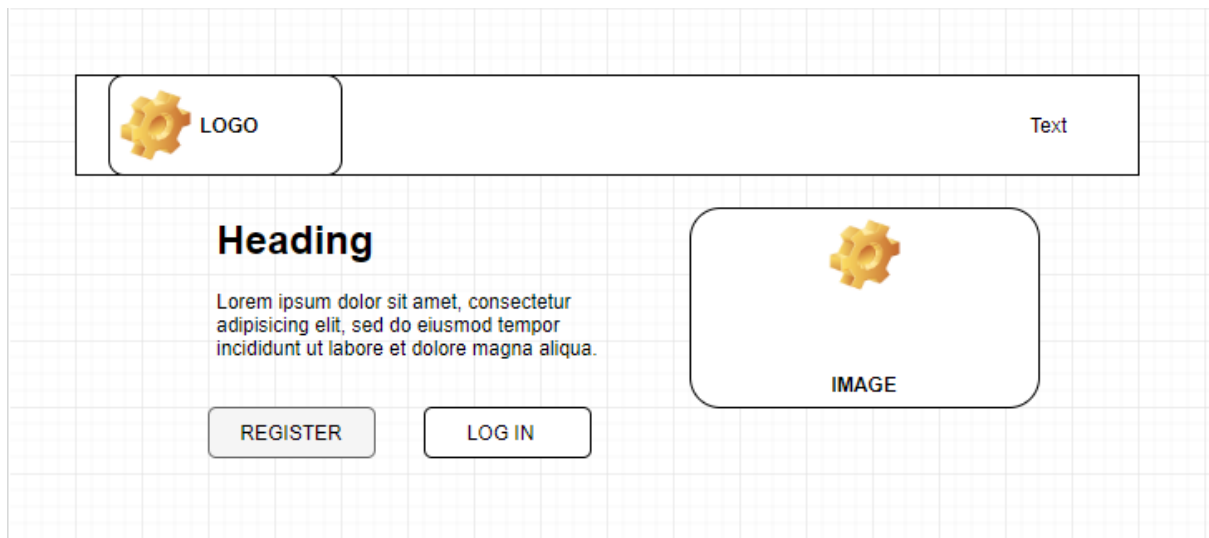 LOGO
Text
Heading
Lorem ipsum dolor sit amet, consectetur
adipisicing elit, sed do eiusmod tempor
incididunt ut labore et dolore magna aliqua.
IMAGE
REGISTER
LOG IN